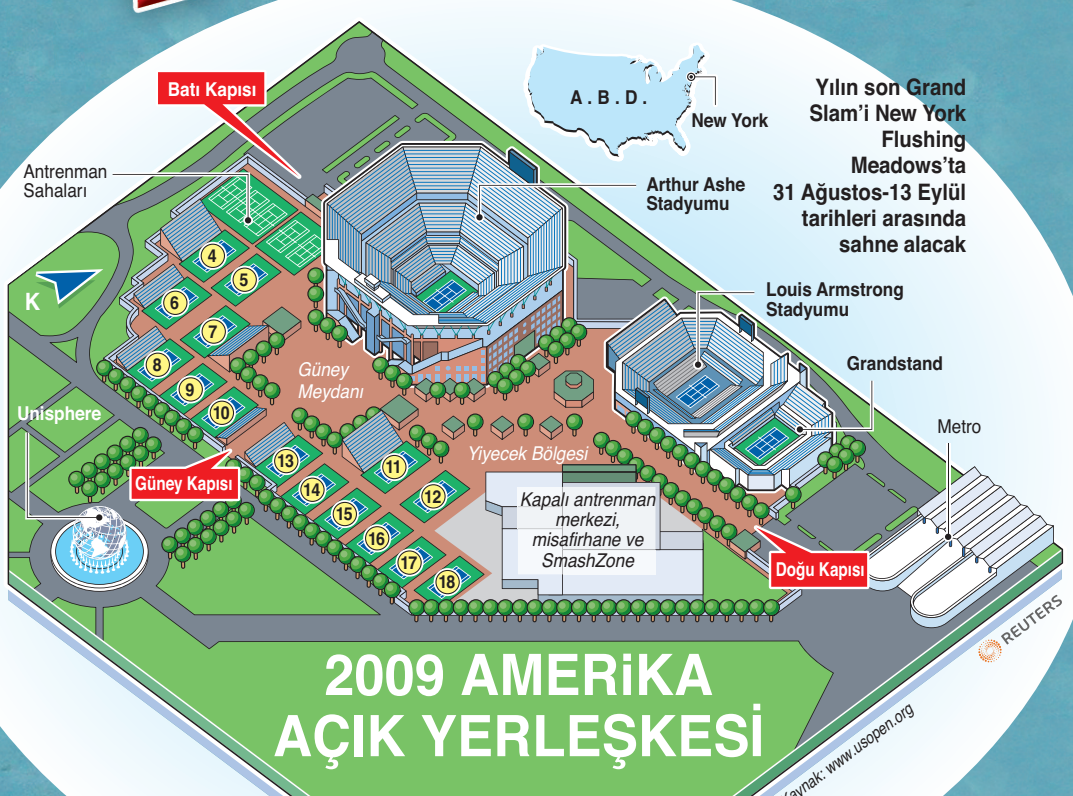 Batı Kapısı
A.B.D.
New York
Yılın son Grand
Slam'i New York
Flushing
Meadows'ta
31 Ağustos-13 Eylül
tarihleri arasında
sahne alacak
Antrenman
Sahaları
Arthur Ashe
Stadyumu
4
5
K
6
Louis Armstrong
Stadyumu
7
8
Güney
Meydanı
Grandstand
9
10
Unisphere
Metro
Yiyecek Bölgesi
13
11
Güney Kapısı
14
12
15
Kapalı antrenman
merkezi,
misafirhane ve
SmashZone
16
17
18
Doğu Kapısı
REUTERS
2009 AMERiKA
AÇIK YERLEŞKESİ
www.usopen.org